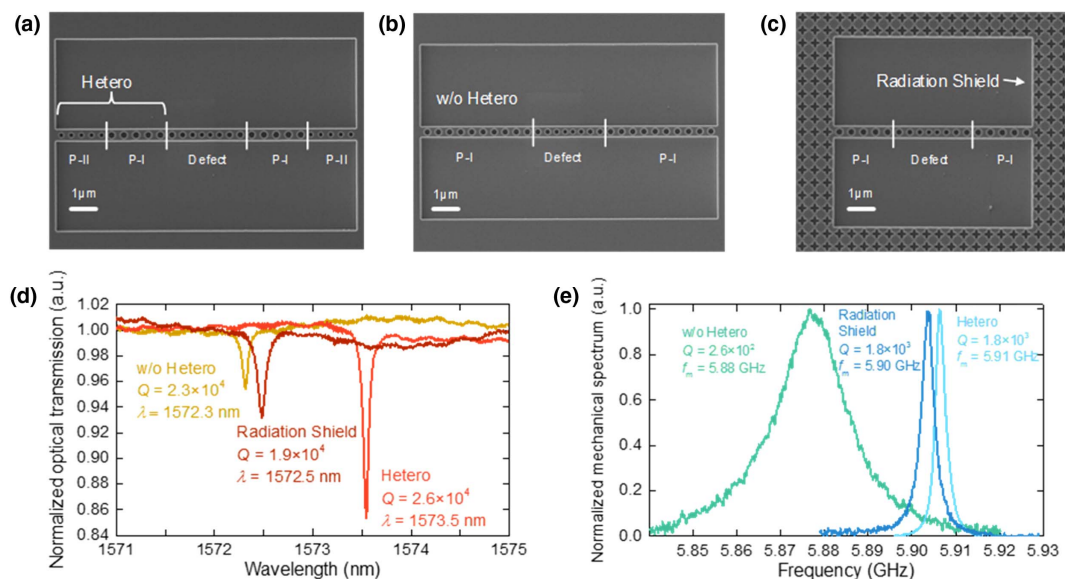 (a)
Hetero
P-II P-I Defect P-I P-II
1μm
(b)
w/o Hetero
P-I Defect P-I
1μm
(c)
Radiation Shield
P-I Defect P-I
1μm
(d)
Normalized optical transmission (a.u.)
1.02
1.00
0.98
0.96
0.94
0.92
0.90
0.88
0.86
0.84
w/o Hetero
Q = 2.3×10⁴
λ = 1572.3 nm
Radiation Shield
Q = 1.9×10⁴
λ = 1572.5 nm
Hetero
Q = 2.6×10⁴
λ = 1573.5 nm
1571 1572 1573 1574 1575
Wavelength (nm)
(e)
Normalized mechanical spectrum (a.u.)
1.0
0.8
0.6
0.4
0.2
0.0
w/o Hetero
Q = 2.6×10²
fm = 5.88 GHz
Radiation
Shield
Q = 1.8×10³
fm = 5.90 GHz
Hetero
Q = 1.8×10³
fm = 5.91 GHz
5.85 5.86 5.87 5.88 5.89 5.90 5.91 5.92 5.93
Frequency (GHz)